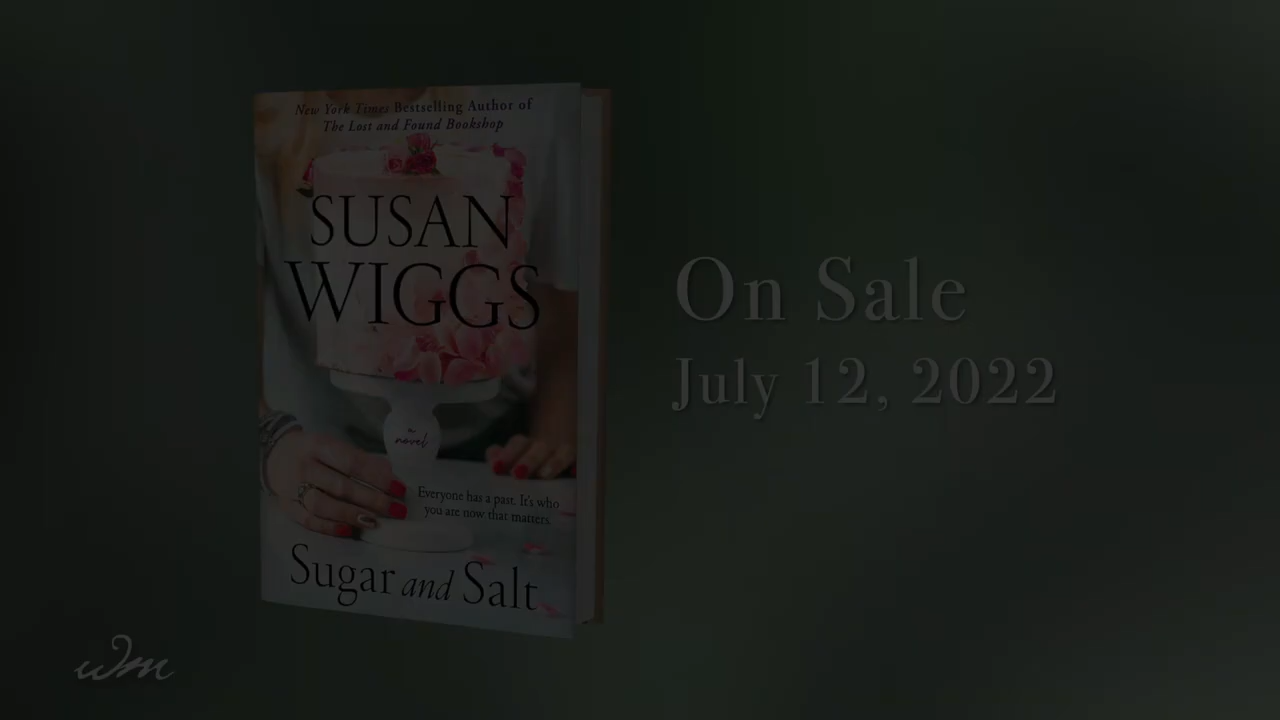 New York Times Bestselling Author of
The Lost and Found Bookshop
SUSAN
WIGGS
a
novel
Everyone has a past. It's who
you are now that matters.
Sugar and Salt
On Sale
July 12, 2022
wm